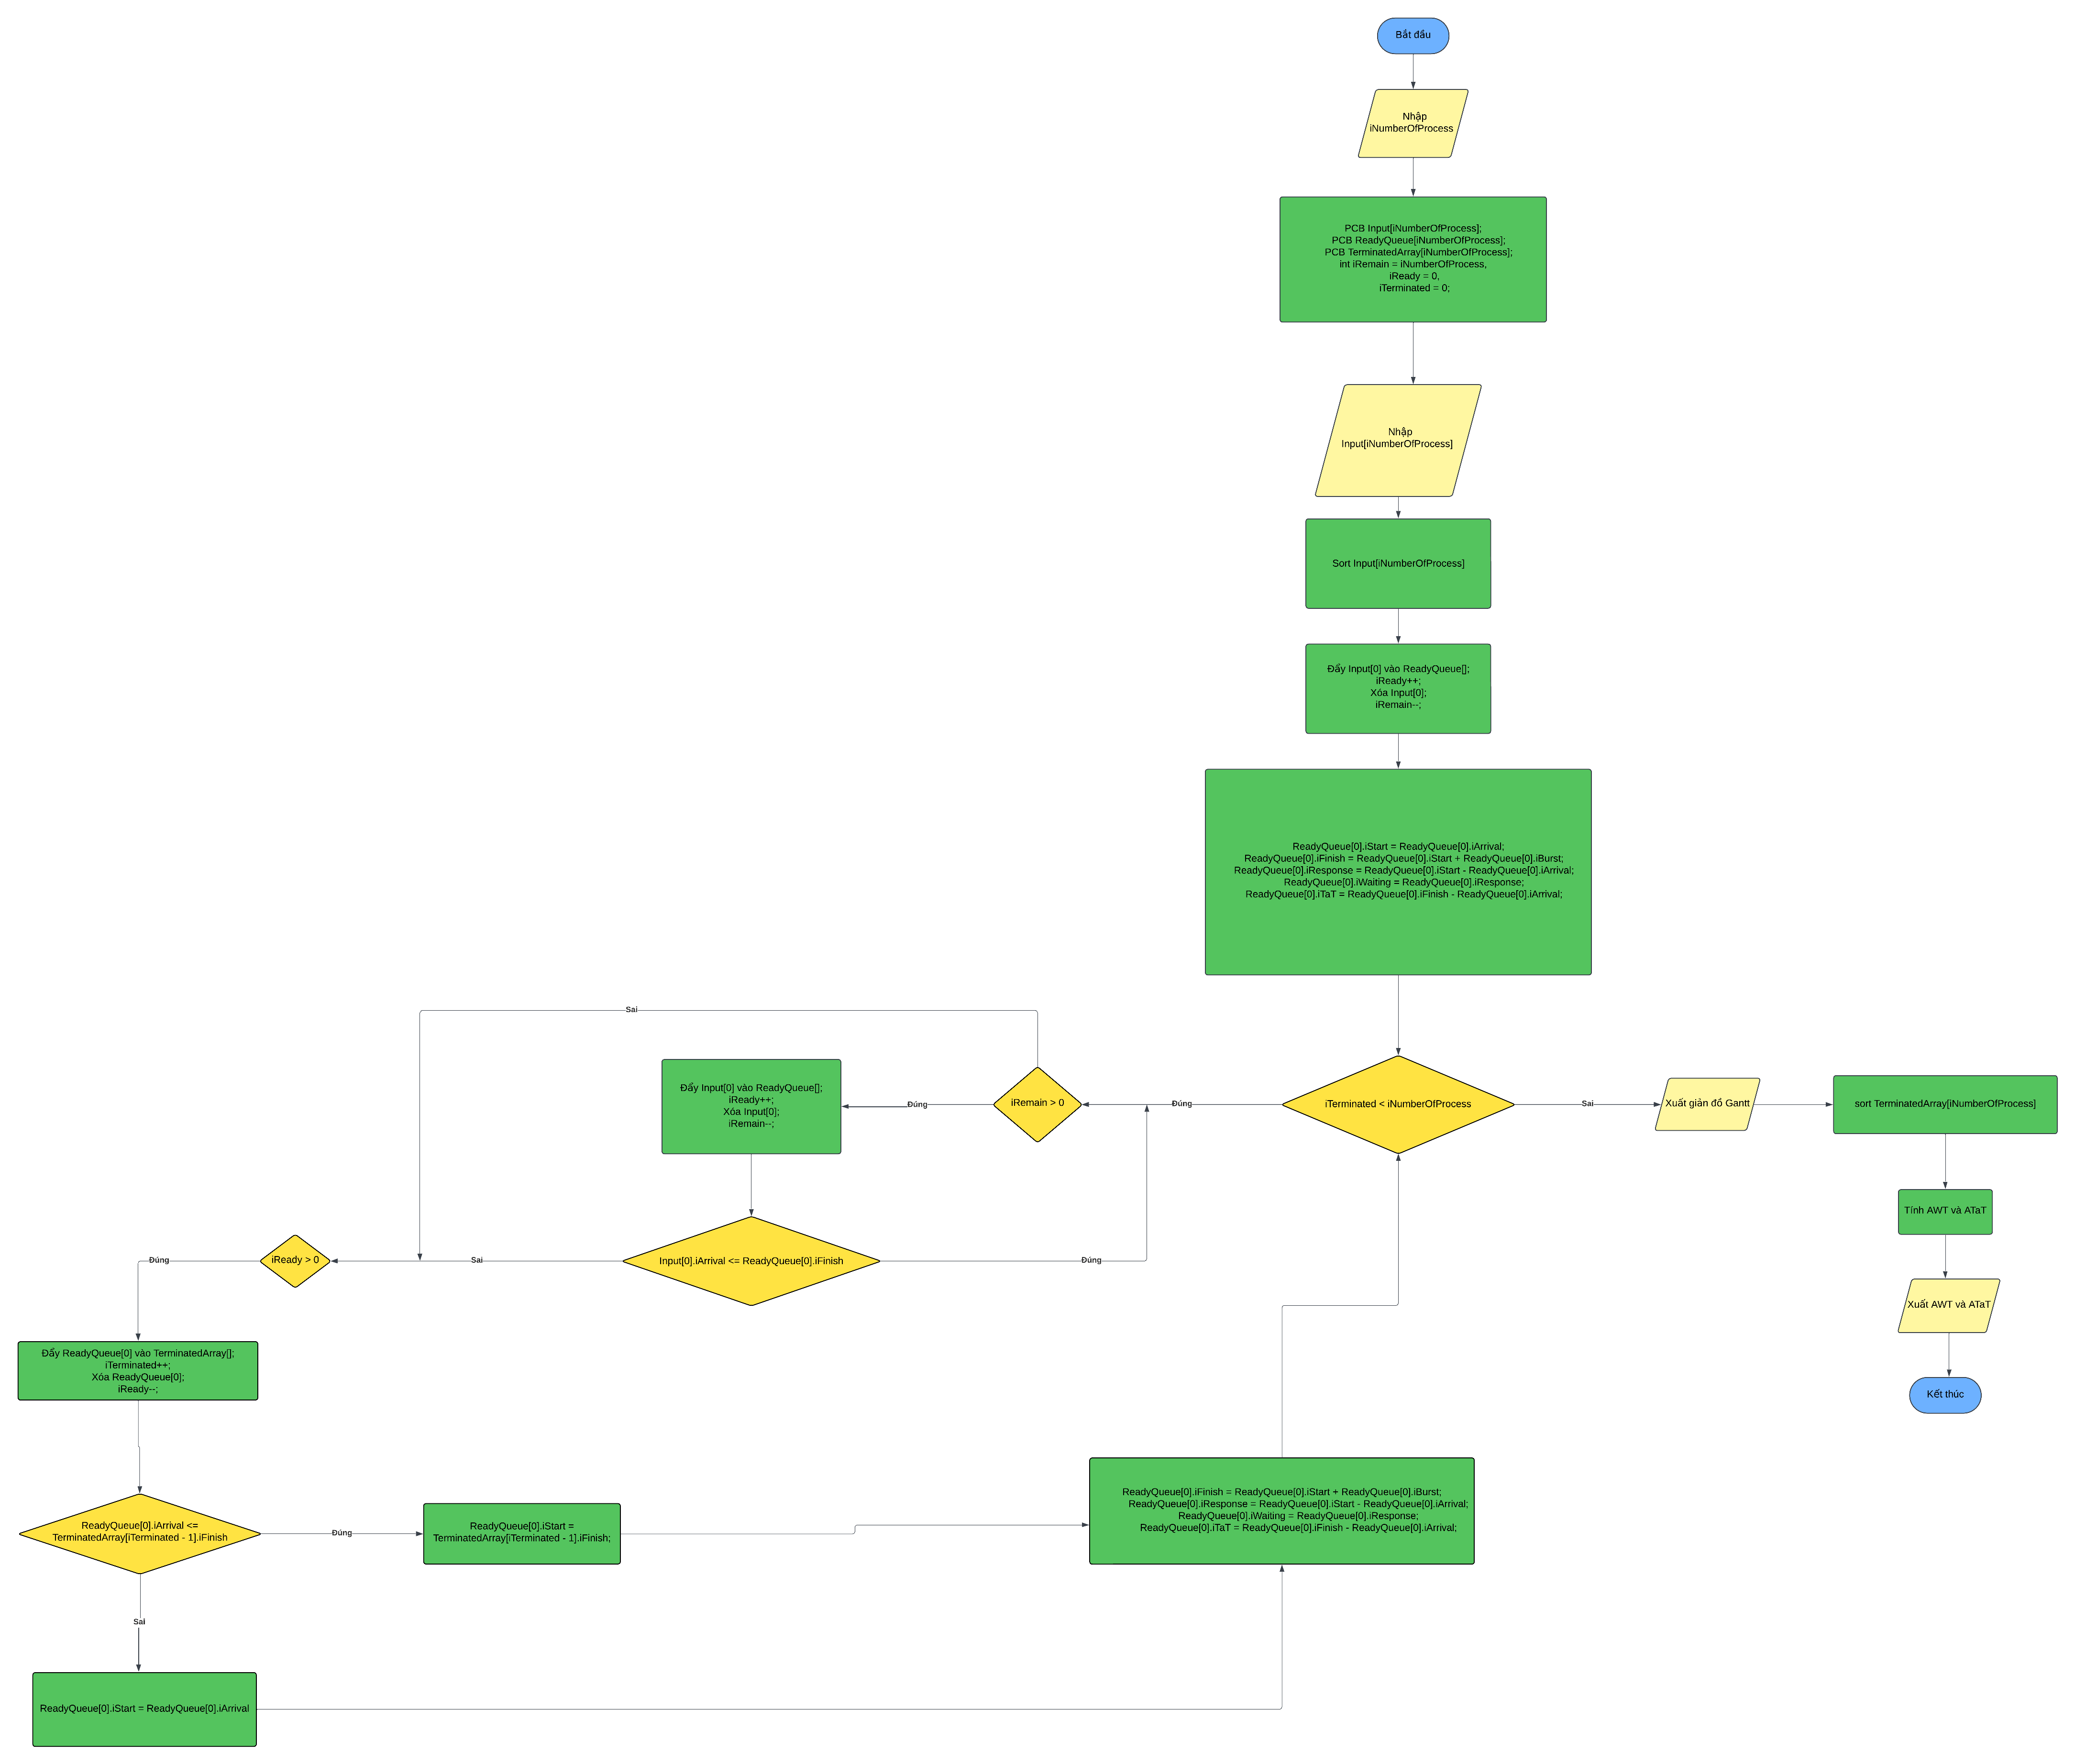 Bắt đầu
Nhập
iNumberOfProcess
PCB Input[iNumberOfProcess];
PCB ReadyQueue[iNumberOfProcess];
PCB TerminatedArray[iNumberOfProcess];
int iRemain = iNumberOfProcess,
iReady = 0,
iTerminated = 0;
Nhập
Input[iNumberOfProcess]
Sort Input[iNumberOfProcess]
Đẩy Input[0] vào ReadyQueue[];
iReady++;
Xóa Input[0];
iRemain--;
ReadyQueue[0].iStart = ReadyQueue[0].iArrival;
ReadyQueue[0].iFinish = ReadyQueue[0].iStart + ReadyQueue[0].iBurst;
ReadyQueue[0].iResponse = ReadyQueue[0].iStart - ReadyQueue[0].iArrival;
ReadyQueue[0].iWaiting = ReadyQueue[0].iResponse;
ReadyQueue[0].iTaT = ReadyQueue[0].iFinish - ReadyQueue[0].iArrival;
iTerminated < iNumberOfProcess
Đúng
iRemain > 0
Sai
Đúng
Đẩy Input[0] vào ReadyQueue[];
iReady++;
Xóa Input[0];
iRemain--;
Input[0].iArrival <= ReadyQueue[0].iFinish
Đúng
Sai
iReady > 0
Đúng
Đẩy ReadyQueue[0] vào TerminatedArray[];
iTerminated++;
Xóa ReadyQueue[0];
iReady--;
ReadyQueue[0].iArrival <=
TerminatedArray[iTerminated - 1].iFinish
Đúng
ReadyQueue[0].iStart =
TerminatedArray[iTerminated - 1].iFinish;
Sai
ReadyQueue[0].iStart = ReadyQueue[0].iArrival
ReadyQueue[0].iFinish = ReadyQueue[0].iStart + ReadyQueue[0].iBurst;
ReadyQueue[0].iResponse = ReadyQueue[0].iStart - ReadyQueue[0].iArrival;
ReadyQueue[0].iWaiting = ReadyQueue[0].iResponse;
ReadyQueue[0].iTaT = ReadyQueue[0].iFinish - ReadyQueue[0].iArrival;
Sai
Xuất giản đồ Gantt
sort TerminatedArray[iNumberOfProcess]
Tính AWT và ATaT
Xuất AWT và ATaT
Kết thúc